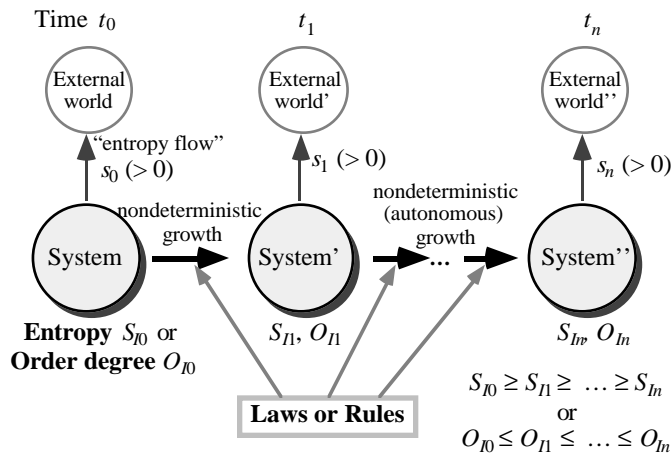 Time t0
t1
tn
External
world
External
world'
External
world''
“entropy flow”
s0 (> 0)
s1 (> 0)
sn (> 0)
nondeterministic
growth
nondeterministic
(autonomous)
growth
System
System'
...
System''
Entropy SI0 or
Order degree OI0
SI1, OI1
SIn, OIn
Laws or Rules
SI0 ≥ SI1 ≥ … ≥ SIn
or
OI0 ≤ OI1 ≤ … ≤ OIn